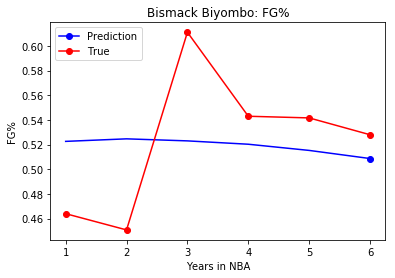 Bismack Biyombo: FG%
Prediction
True
FG%
0.60
0.58
0.56
0.54
0.52
0.50
0.48
0.46
1 2 3 4 5 6
Years in NBA